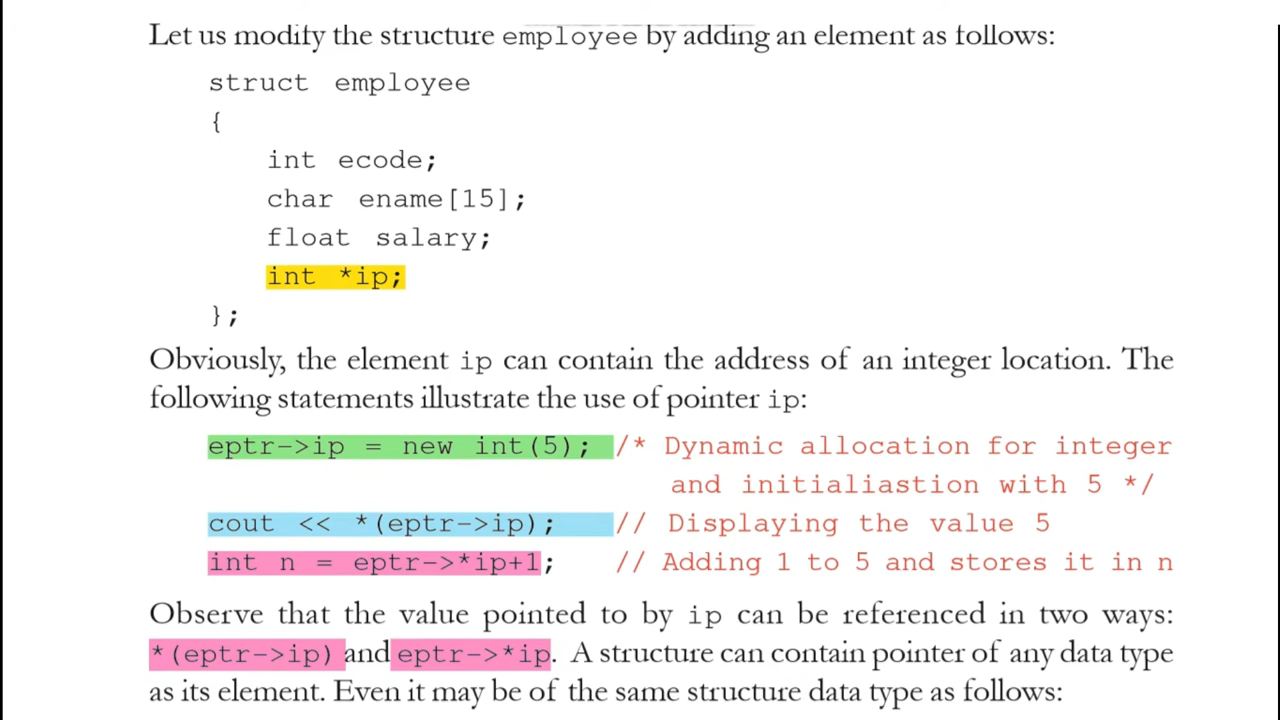 Let us modify the structure employee by adding an element as follows:
struct employee
{
int ecode;
char ename[15];
float salary;
int *ip;
};
Obviously, the element ip can contain the address of an integer location. The
following statements illustrate the use of pointer ip:
eptr->ip = new int(5); /* Dynamic allocation for integer
and initialiastion with 5 */
cout << *(eptr->ip); // Displaying the value 5
int n = eptr->*ip+1; // Adding 1 to 5 and stores it in n
Observe that the value pointed to by ip can be referenced in two ways:
*(eptr->ip) and eptr->*ip. A structure can contain pointer of any data type
as its element. Even it may be of the same structure data type as follows: